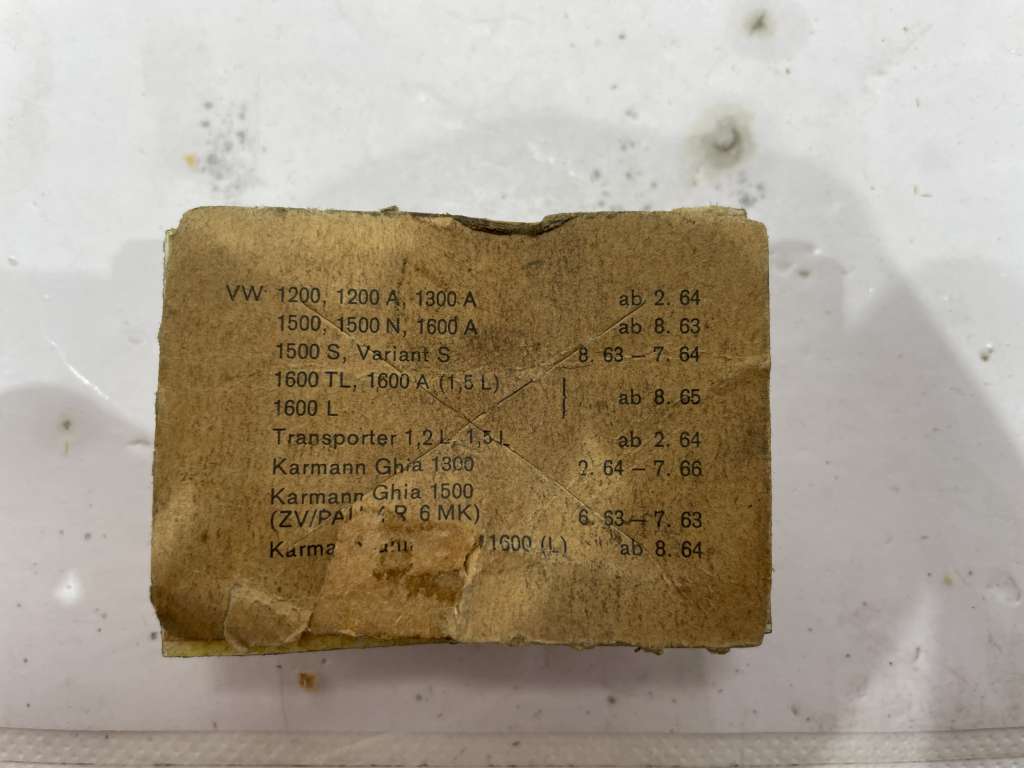 VW 1200, 1200 A, 1300 A ab 2. 64
1500, 1500 N, 1600 A ab 8. 63
1500 S, Variant S 8. 63 – 7. 64
1600 TL, 1600 A (1,5 L)
1600 L ab 8. 65
Transporter 1,2 L, 1,5 L ab 2. 64
Karmann Ghia 1300 2. 64 – 7. 66
Karmann Ghia 1500
6 MK) 6. 63 – 7. 63
1600 (L) ab 8. 64